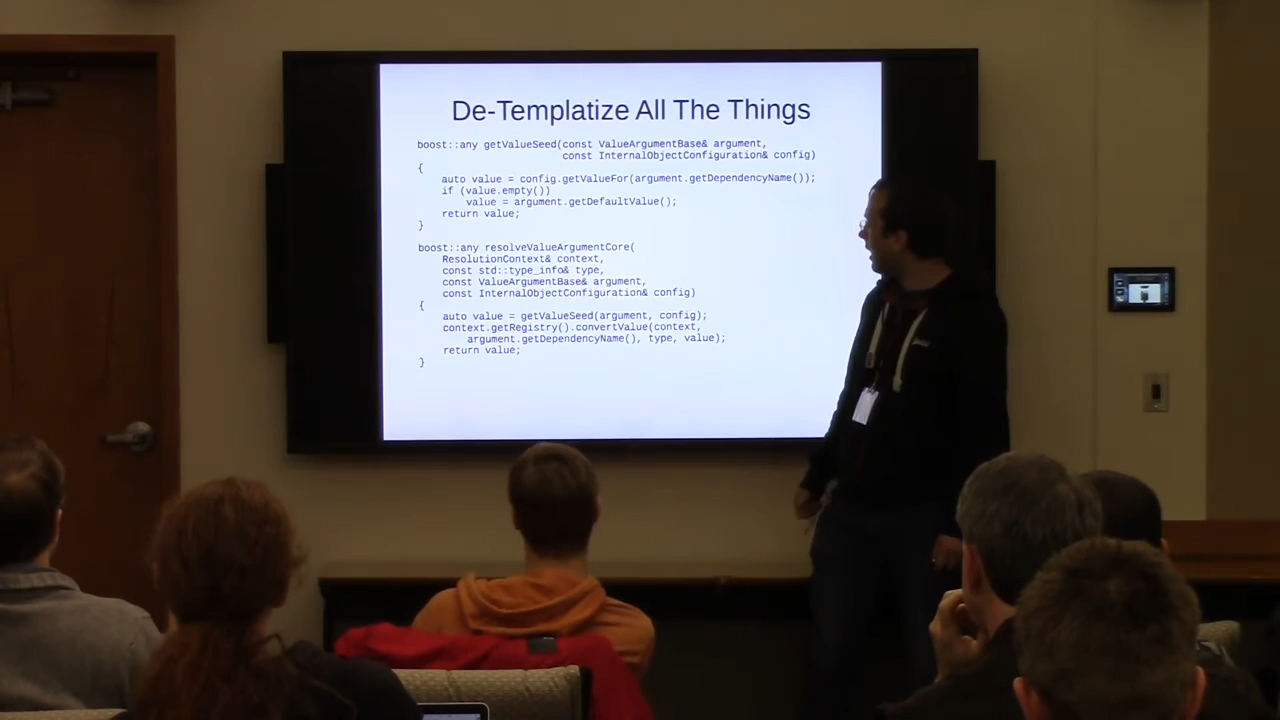 De-Templatize All The Things
boost::any getValueSeed(const ValueArgumentBase& argument,
const InternalObjectConfiguration& config)
{
auto value = config.getValueFor(argument.getDependencyName());
if (value.empty())
value = argument.getDefaultValue();
return value;
}
boost::any resolveValueArgumentCore(
ResolutionContext& context,
const std::type_info& type,
const ValueArgumentBase& argument,
const InternalObjectConfiguration& config)
{
auto value = getValueSeed(argument, config);
context.getRegistry().convertValue(context,
argument.getDependencyName(), type, value);
return value;
}